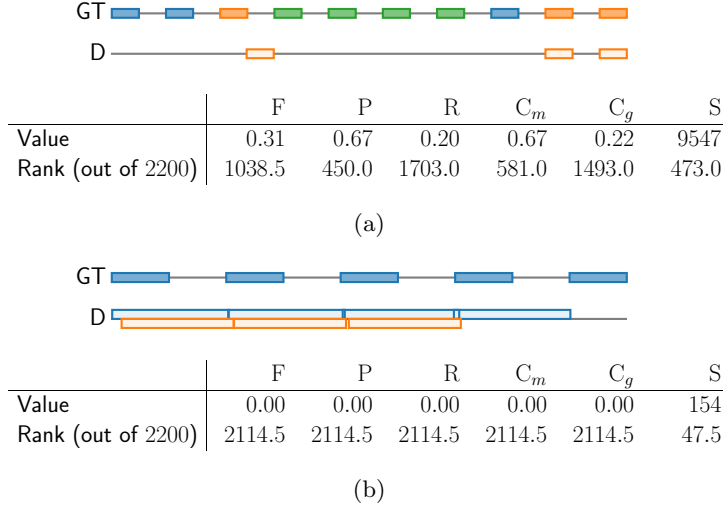 GT
D
F P R C_m C_g S
Value 0.31 0.67 0.20 0.67 0.22 9547
Rank (out of 2200) 1038.5 450.0 1703.0 581.0 1493.0 473.0
(a)
GT
D
F P R C_m C_g S
Value 0.00 0.00 0.00 0.00 0.00 154
Rank (out of 2200) 2114.5 2114.5 2114.5 2114.5 2114.5 47.5
(b)